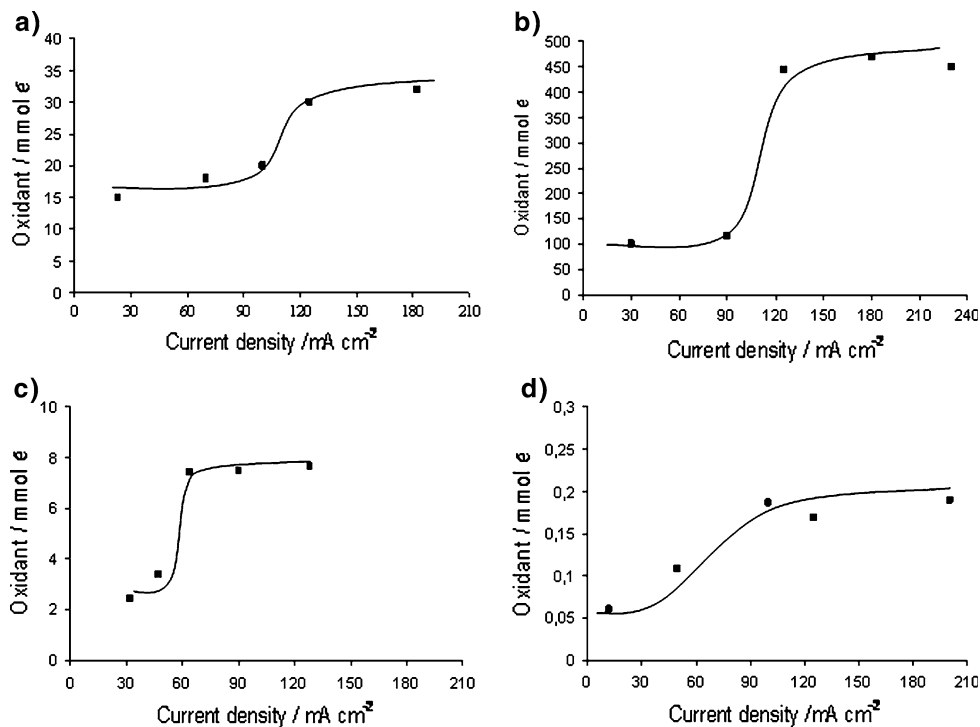 a)
40
35
30
25
20
15
10
5
0
Oxidant / mmol é
0 30 60 90 120 150 180 210
Current density /mA cm-2
b)
500
450
400
350
300
250
200
150
100
50
0
Oxidant / mmol é
0 30 60 90 120 150 180 210 240
Current density / mA cm-2
c)
10
8
6
4
2
0
Oxidant / mmol é
0 30 60 90 120 150 180 210
Current density / mA cm-2
d)
0,3
0,25
0,2
0,15
0,1
0,05
0
Oxidant / mmol é
0 30 60 90 120 150 180 210
Current density / mA cm-2